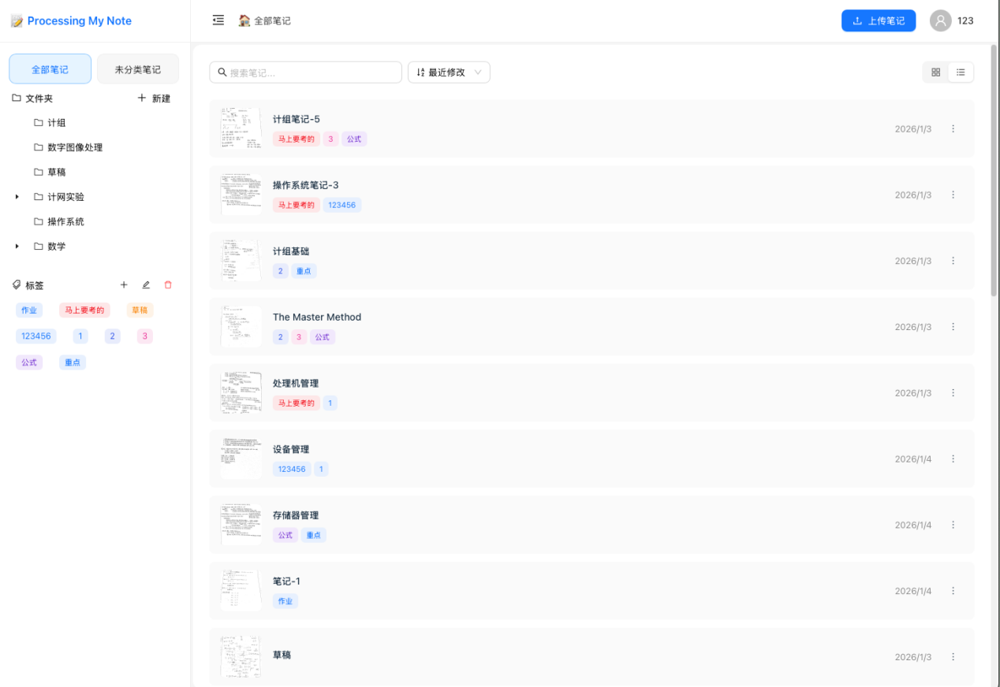 Processing My Note
全部笔记
上传笔记
123
全部笔记
未分类笔记
文件夹
新建
计组
数字图像处理
草稿
计网实验
操作系统
数学
标签
作业 马上要考的 草稿
123456 1 2 3
公式 重点
搜索笔记...
最近修改
计组笔记-5
马上要考的 3 公式
2026/1/3
操作系统笔记-3
马上要考的 123456
2026/1/3
计组基础
2 重点
2026/1/3
The Master Method
2 3 公式
2026/1/3
处理机管理
马上要考的 1
2026/1/3
设备管理
123456 1
2026/1/4
存储器管理
公式 重点
2026/1/4
笔记-1
作业
2026/1/4
草稿
2026/1/3